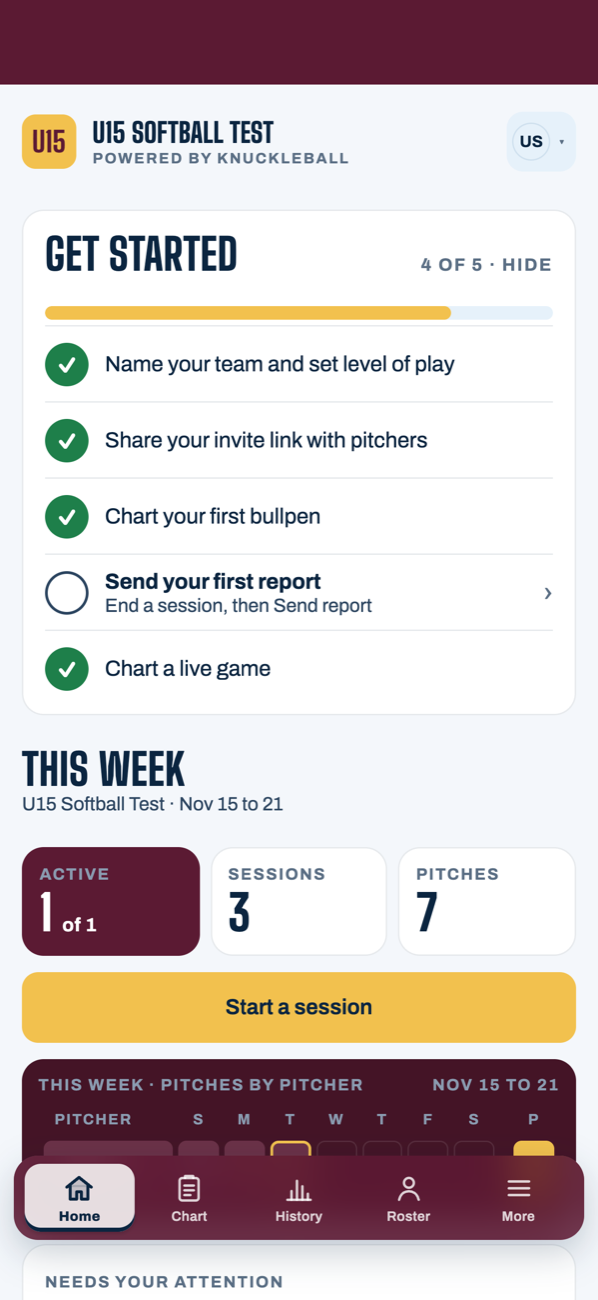 U15
U15 SOFTBALL TEST
POWERED BY KNUCKLEBALL
US
GET STARTED
4 OF 5 · HIDE
Name your team and set level of play
Share your invite link with pitchers
Chart your first bullpen
Send your first report
End a session, then Send report
Chart a live game
THIS WEEK
U15 Softball Test · Nov 15 to 21
ACTIVE
1 of 1
SESSIONS
3
PITCHES
7
Start a session
THIS WEEK · PITCHES BY PITCHER
NOV 15 TO 21
PITCHER S M T W T F S P
Home
Chart
History
Roster
More
NEEDS YOUR ATTENTION